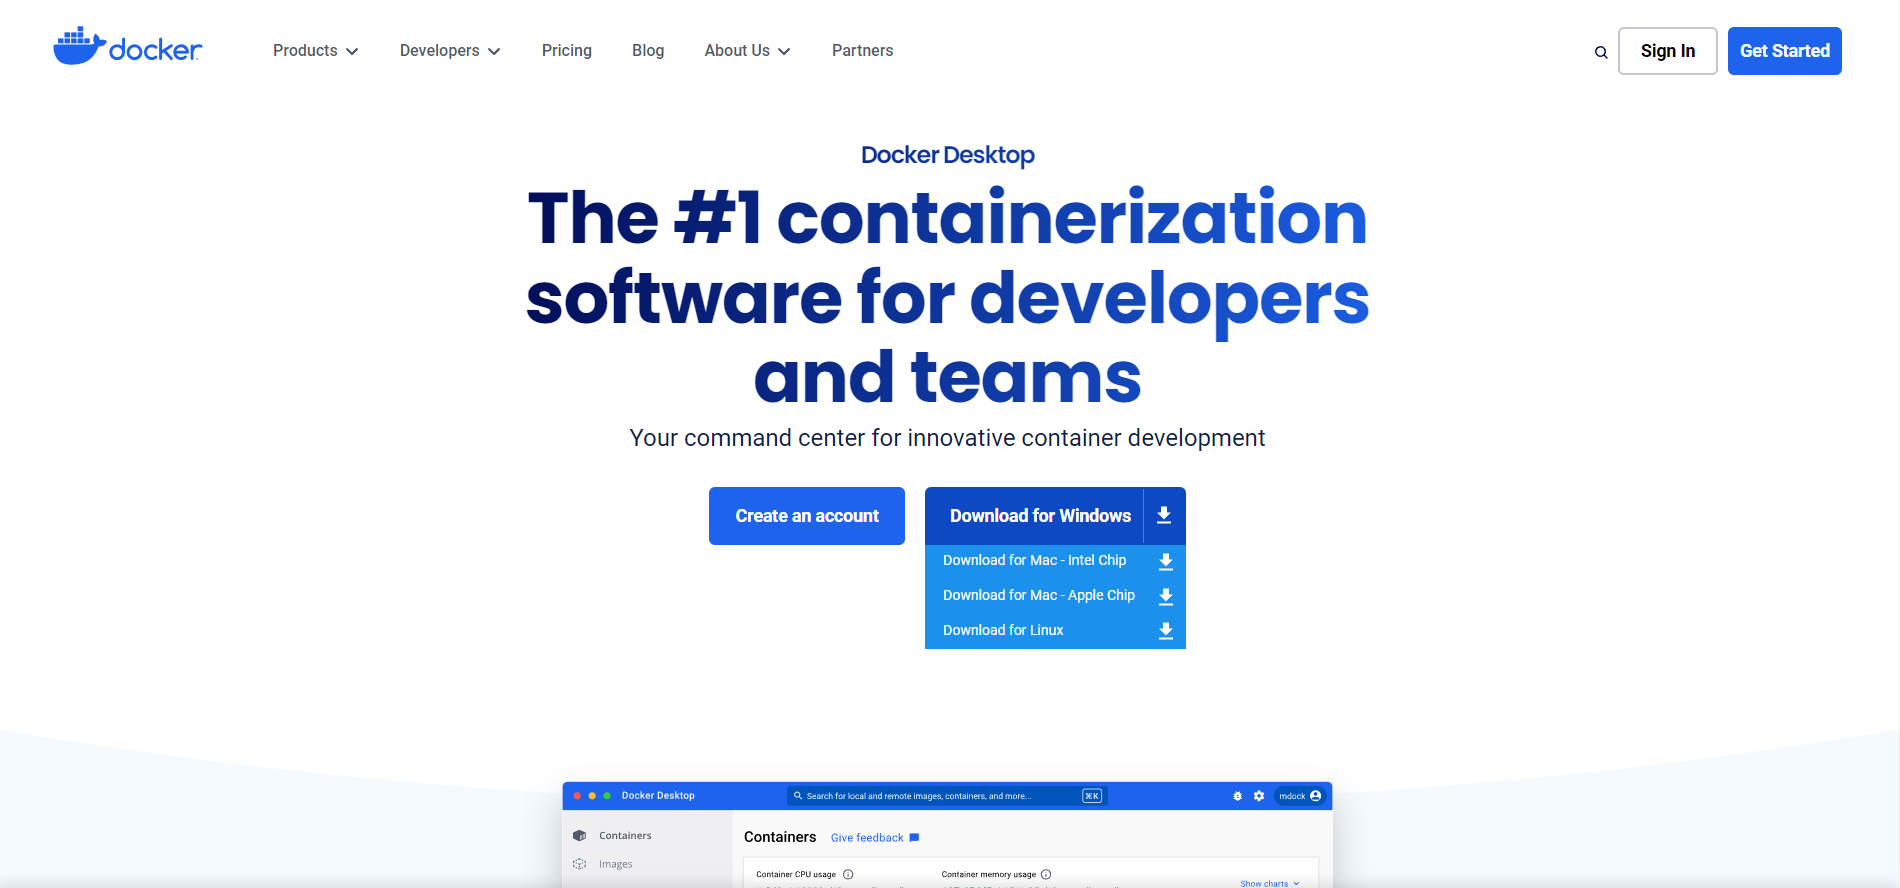 docker
Products
Developers
Pricing
Blog
About Us
Partners
Sign In
Get Started
Docker Desktop
The #1 containerization
software for developers
and teams
Your command center for innovative container development
Create an account
Download for Windows
Download for Mac - Intel Chip
Download for Mac - Apple Chip
Download for Linux
Docker Desktop
Search for local and remote images, containers, and more...
⌘K
mdock
Containers
Images
Containers
Give feedback
Container CPU usage
Container memory usage
Show charts